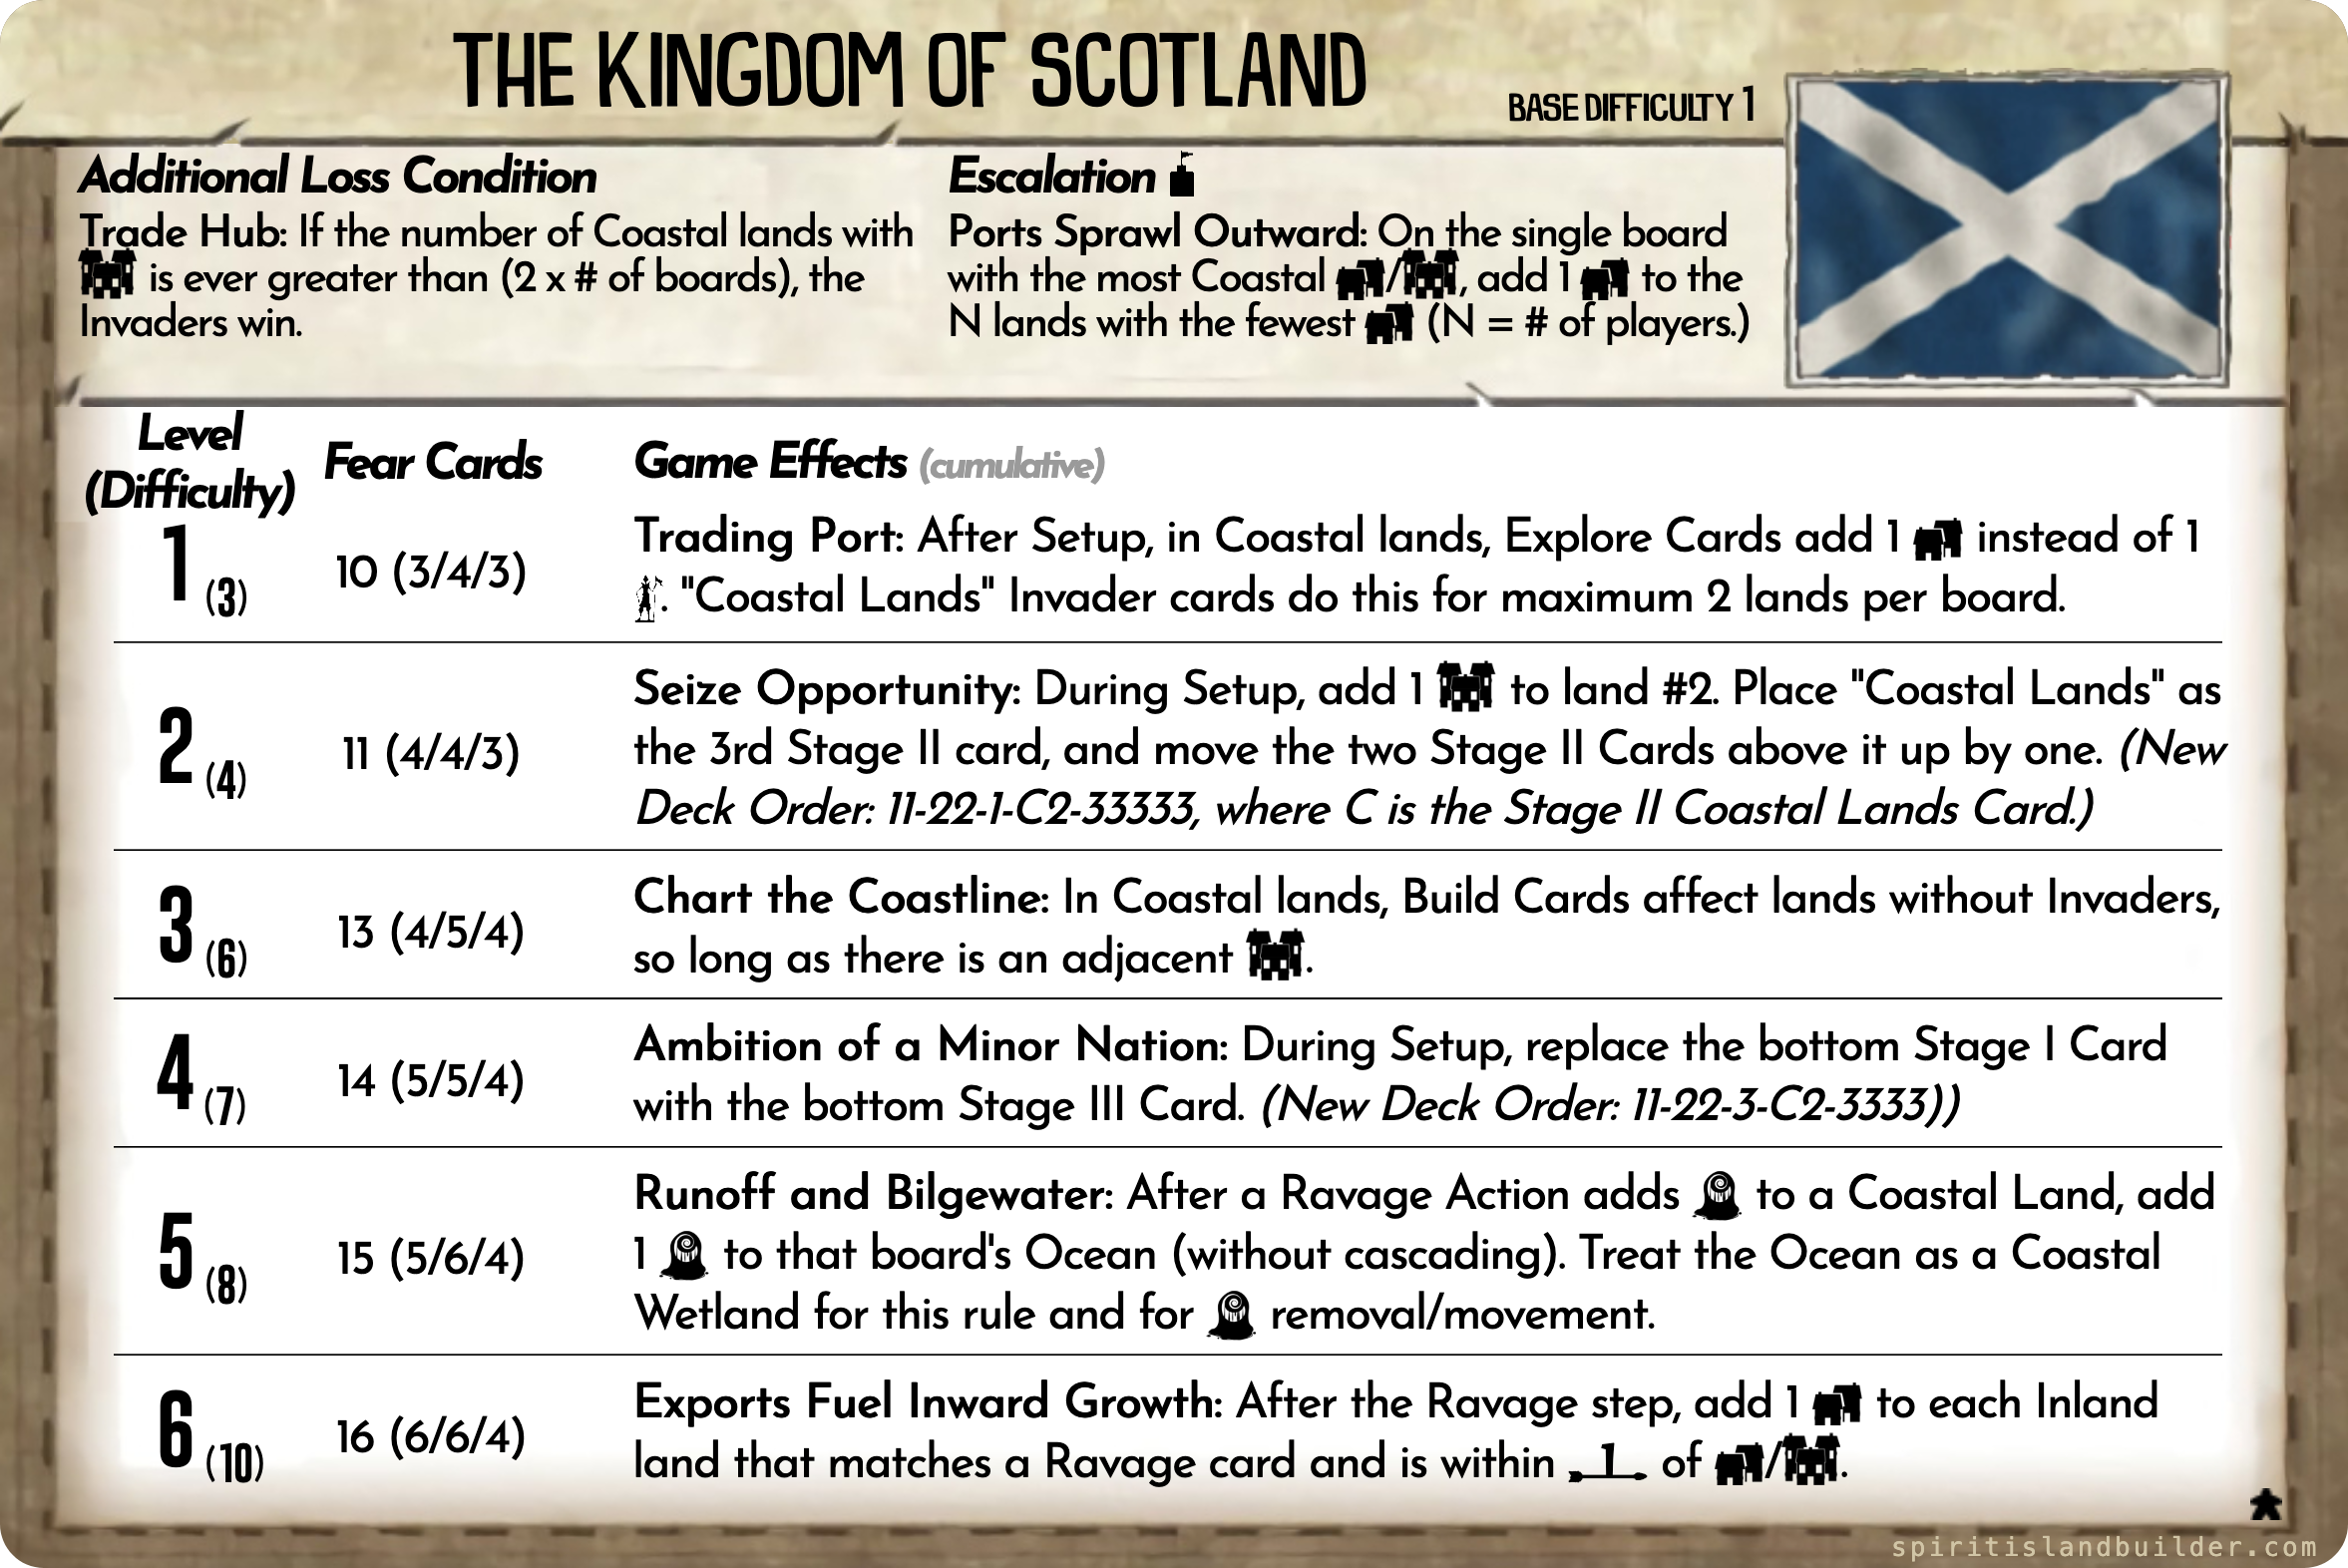 THE KINGDOM OF SCOTLAND
BASE DIFFICULTY 1
Additional Loss Condition
Trade Hub: If the number of Coastal lands with
is ever greater than (2 x # of boards), the
Invaders win.
Escalation
Ports Sprawl Outward: On the single board
with the most Coastal / , add 1 to the
N lands with the fewest (N = # of players.)
Level
(Difficulty)
Fear Cards
Game Effects (cumulative)
1 (3)
10 (3/4/3)
Trading Port: After Setup, in Coastal lands, Explore Cards add 1 instead of 1
. "Coastal Lands" Invader cards do this for maximum 2 lands per board.
2 (4)
11 (4/4/3)
Seize Opportunity: During Setup, add 1 to land #2. Place "Coastal Lands" as
the 3rd Stage II card, and move the two Stage II Cards above it up by one. (New
Deck Order: 11-22-1-C2-33333, where C is the Stage II Coastal Lands Card.)
3 (6)
13 (4/5/4)
Chart the Coastline: In Coastal lands, Build Cards affect lands without Invaders,
so long as there is an adjacent .
4 (7)
14 (5/5/4)
Ambition of a Minor Nation: During Setup, replace the bottom Stage I Card
with the bottom Stage III Card. (New Deck Order: 11-22-3-C2-3333))
5 (8)
15 (5/6/4)
Runoff and Bilgewater: After a Ravage Action adds to a Coastal Land, add
1 to that board's Ocean (without cascading). Treat the Ocean as a Coastal
Wetland for this rule and for removal/movement.
6 (10)
16 (6/6/4)
Exports Fuel Inward Growth: After the Ravage step, add 1 to each Inland
land that matches a Ravage card and is within 1 of / .
spiritislandbuilder.com